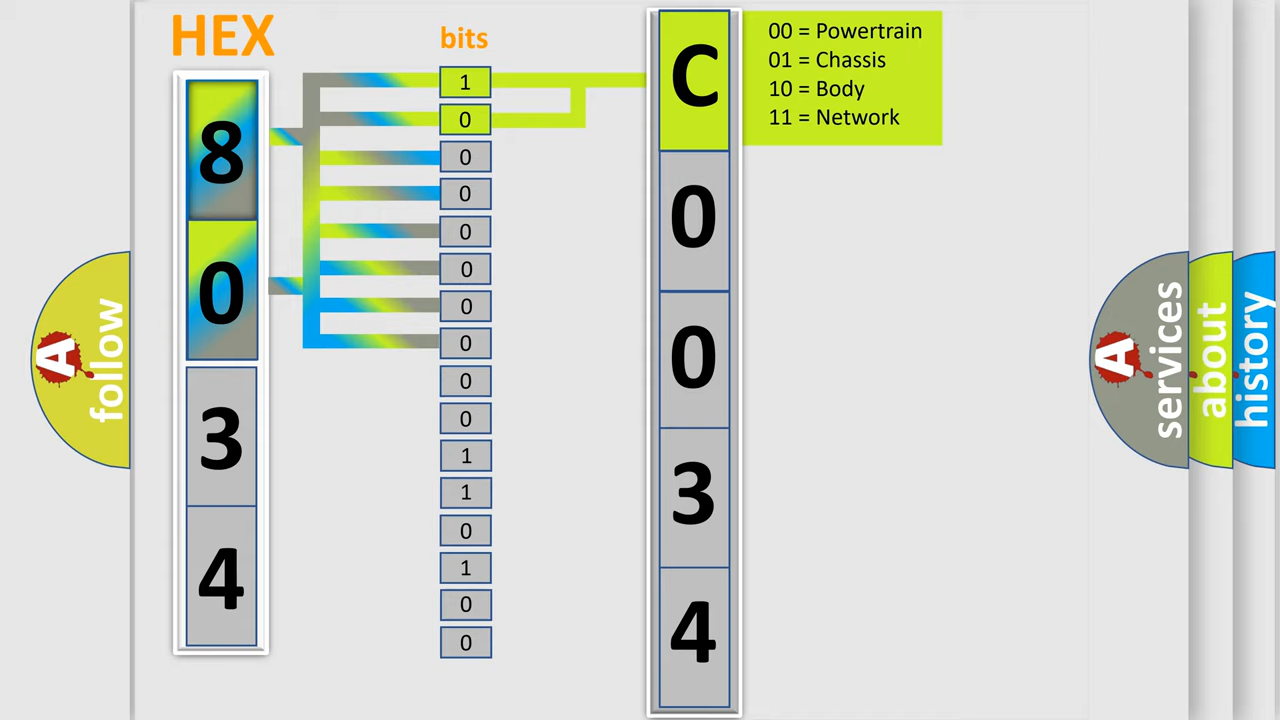 HEX
bits
8
0
3
4
1
0
0
0
0
0
0
0
0
0
1
1
0
1
0
0
C
0
0
3
4
00 = Powertrain
01 = Chassis
10 = Body
11 = Network
A
follow
A
services
about
history